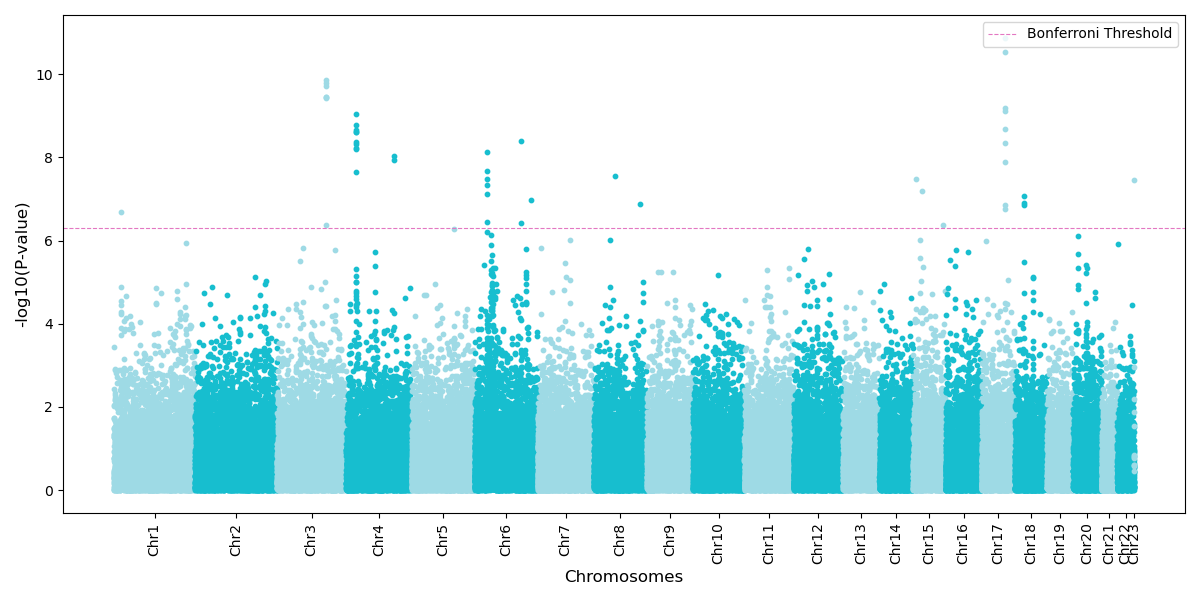 Bonferroni Threshold
10
8
6
4
2
0
-log10(P-value)
Chr1
Chr2
Chr3
Chr4
Chr5
Chr6
Chr7
Chr8
Chr9
Chr10
Chr11
Chr12
Chr13
Chr14
Chr15
Chr16
Chr17
Chr18
Chr19
Chr20
Chr21
Chr22
Chr23
Chromosomes